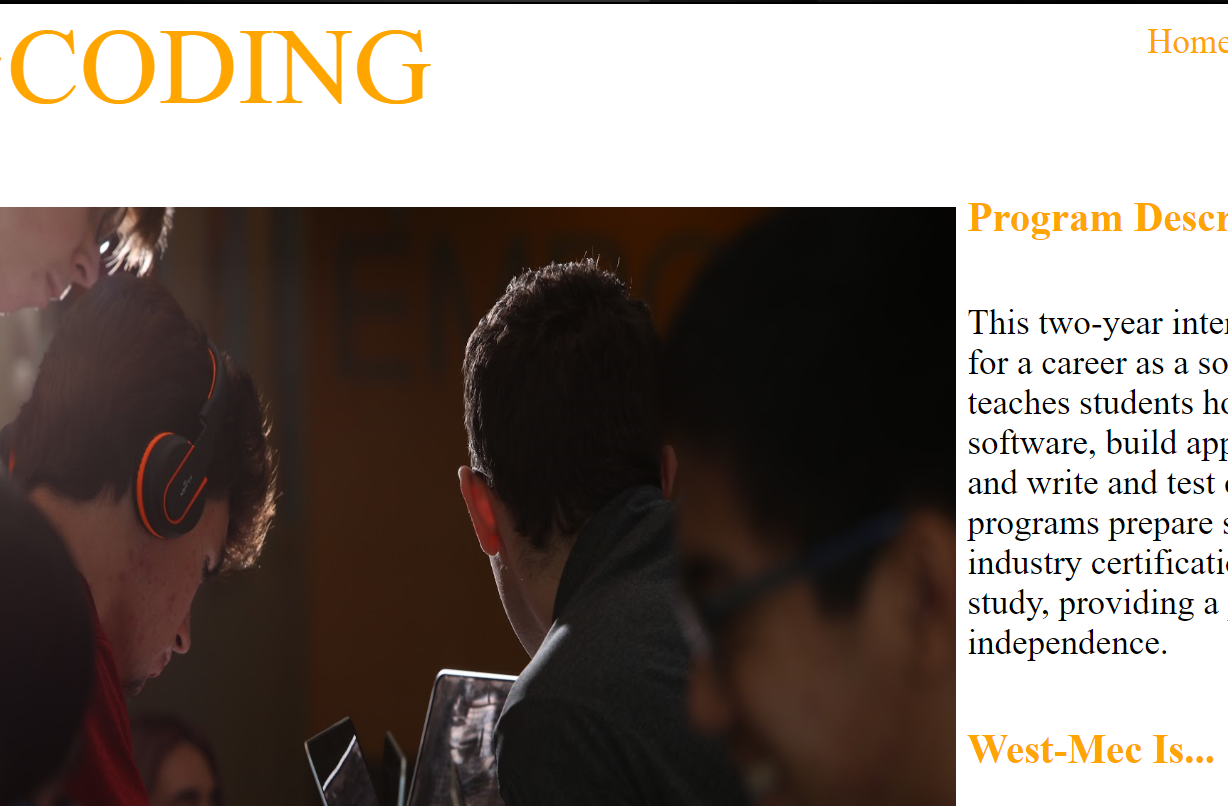 CODING
Home
Program Descr
This two-year inter
for a career as a so
teaches students ho
software, build app
and write and test
programs prepare s
industry certificatio
study, providing a
independence.
West-Mec Is...